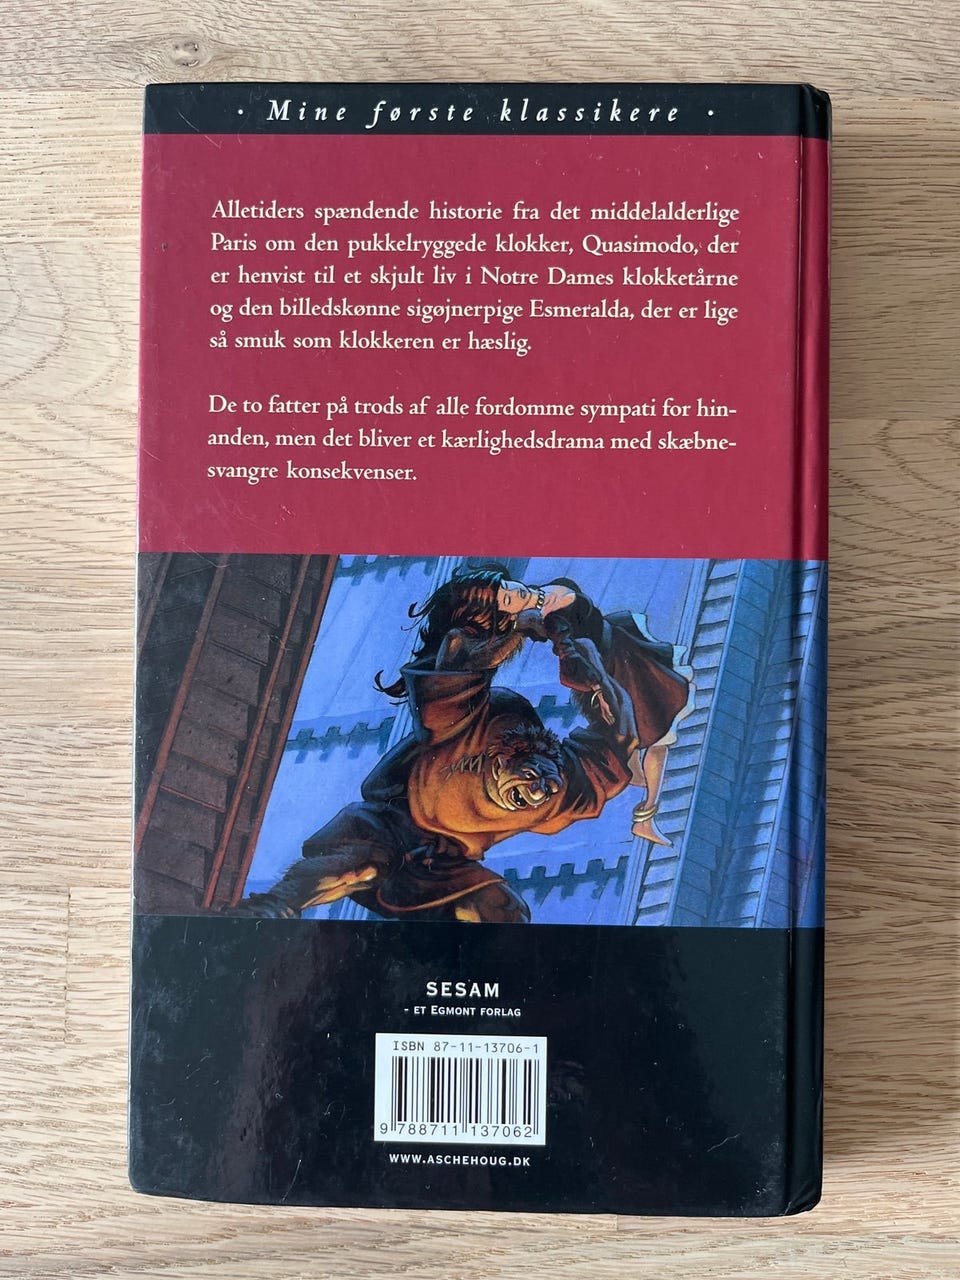 · Mine første klassikere ·
Alletiders spændende historie fra det middelalderlige
Paris om den pukkelryggede klokker, Quasimodo, der
er henvist til et skjult liv i Notre Dames klokketårne
og den billedskønne sigøjnerpige Esmeralda, der er lige
så smuk som klokkeren er hæslig.
De to fatter på trods af alle fordomme sympati for hin-
anden, men det bliver et kærlighedsdrama med skæbne-
svangre konsekvenser.
SESAM
- ET EGMONT FORLAG
ISBN 87-11-13706-1
9 788711 137062
WWW.ASCHEHOUG.DK